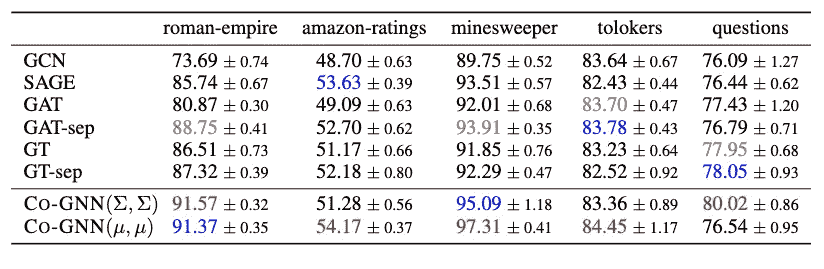 roman-empire amazon-ratings minesweeper tolokers questions
GCN 73.69 ± 0.74 48.70 ± 0.63 89.75 ± 0.52 83.64 ± 0.67 76.09 ± 1.27
SAGE 85.74 ± 0.67 53.63 ± 0.39 93.51 ± 0.57 82.43 ± 0.44 76.44 ± 0.62
GAT 80.87 ± 0.30 49.09 ± 0.63 92.01 ± 0.68 83.70 ± 0.47 77.43 ± 1.20
GAT-sep 88.75 ± 0.41 52.70 ± 0.62 93.91 ± 0.35 83.78 ± 0.43 76.79 ± 0.71
GT 86.51 ± 0.73 51.17 ± 0.66 91.85 ± 0.76 83.23 ± 0.64 77.95 ± 0.68
GT-sep 87.32 ± 0.39 52.18 ± 0.80 92.29 ± 0.47 82.52 ± 0.92 78.05 ± 0.93
CO-GNN(Σ, Σ) 91.57 ± 0.32 51.28 ± 0.56 95.09 ± 1.18 83.36 ± 0.89 80.02 ± 0.86
CO-GNN(μ, μ) 91.37 ± 0.35 54.17 ± 0.37 97.31 ± 0.41 84.45 ± 1.17 76.54 ± 0.95